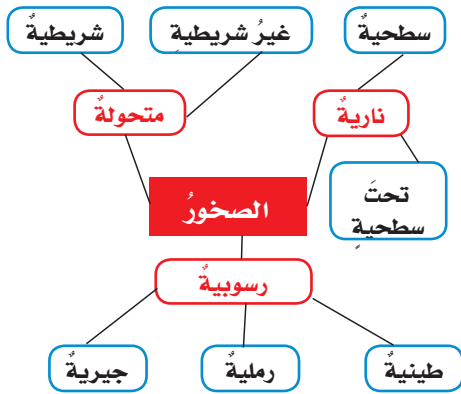 سطحيةٌ
غيرُ شريطيةٍ
شريطيةٌ
ناريةٌ
متحولةٌ
تحتَ
سطحيةٍ
الصخورُ
رسوبيةٌ
طينيةٌ
رمليةٌ
جيريةٌ